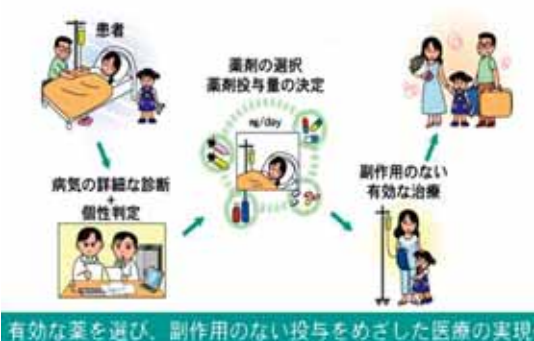 患者
病気の詳細な診断
+
個性判定
薬剤の選択
薬剤投与量の決定
mg/day
副作用のない
有効な治療
有効な薬を選び、副作用のない投与をめざした医療の実現